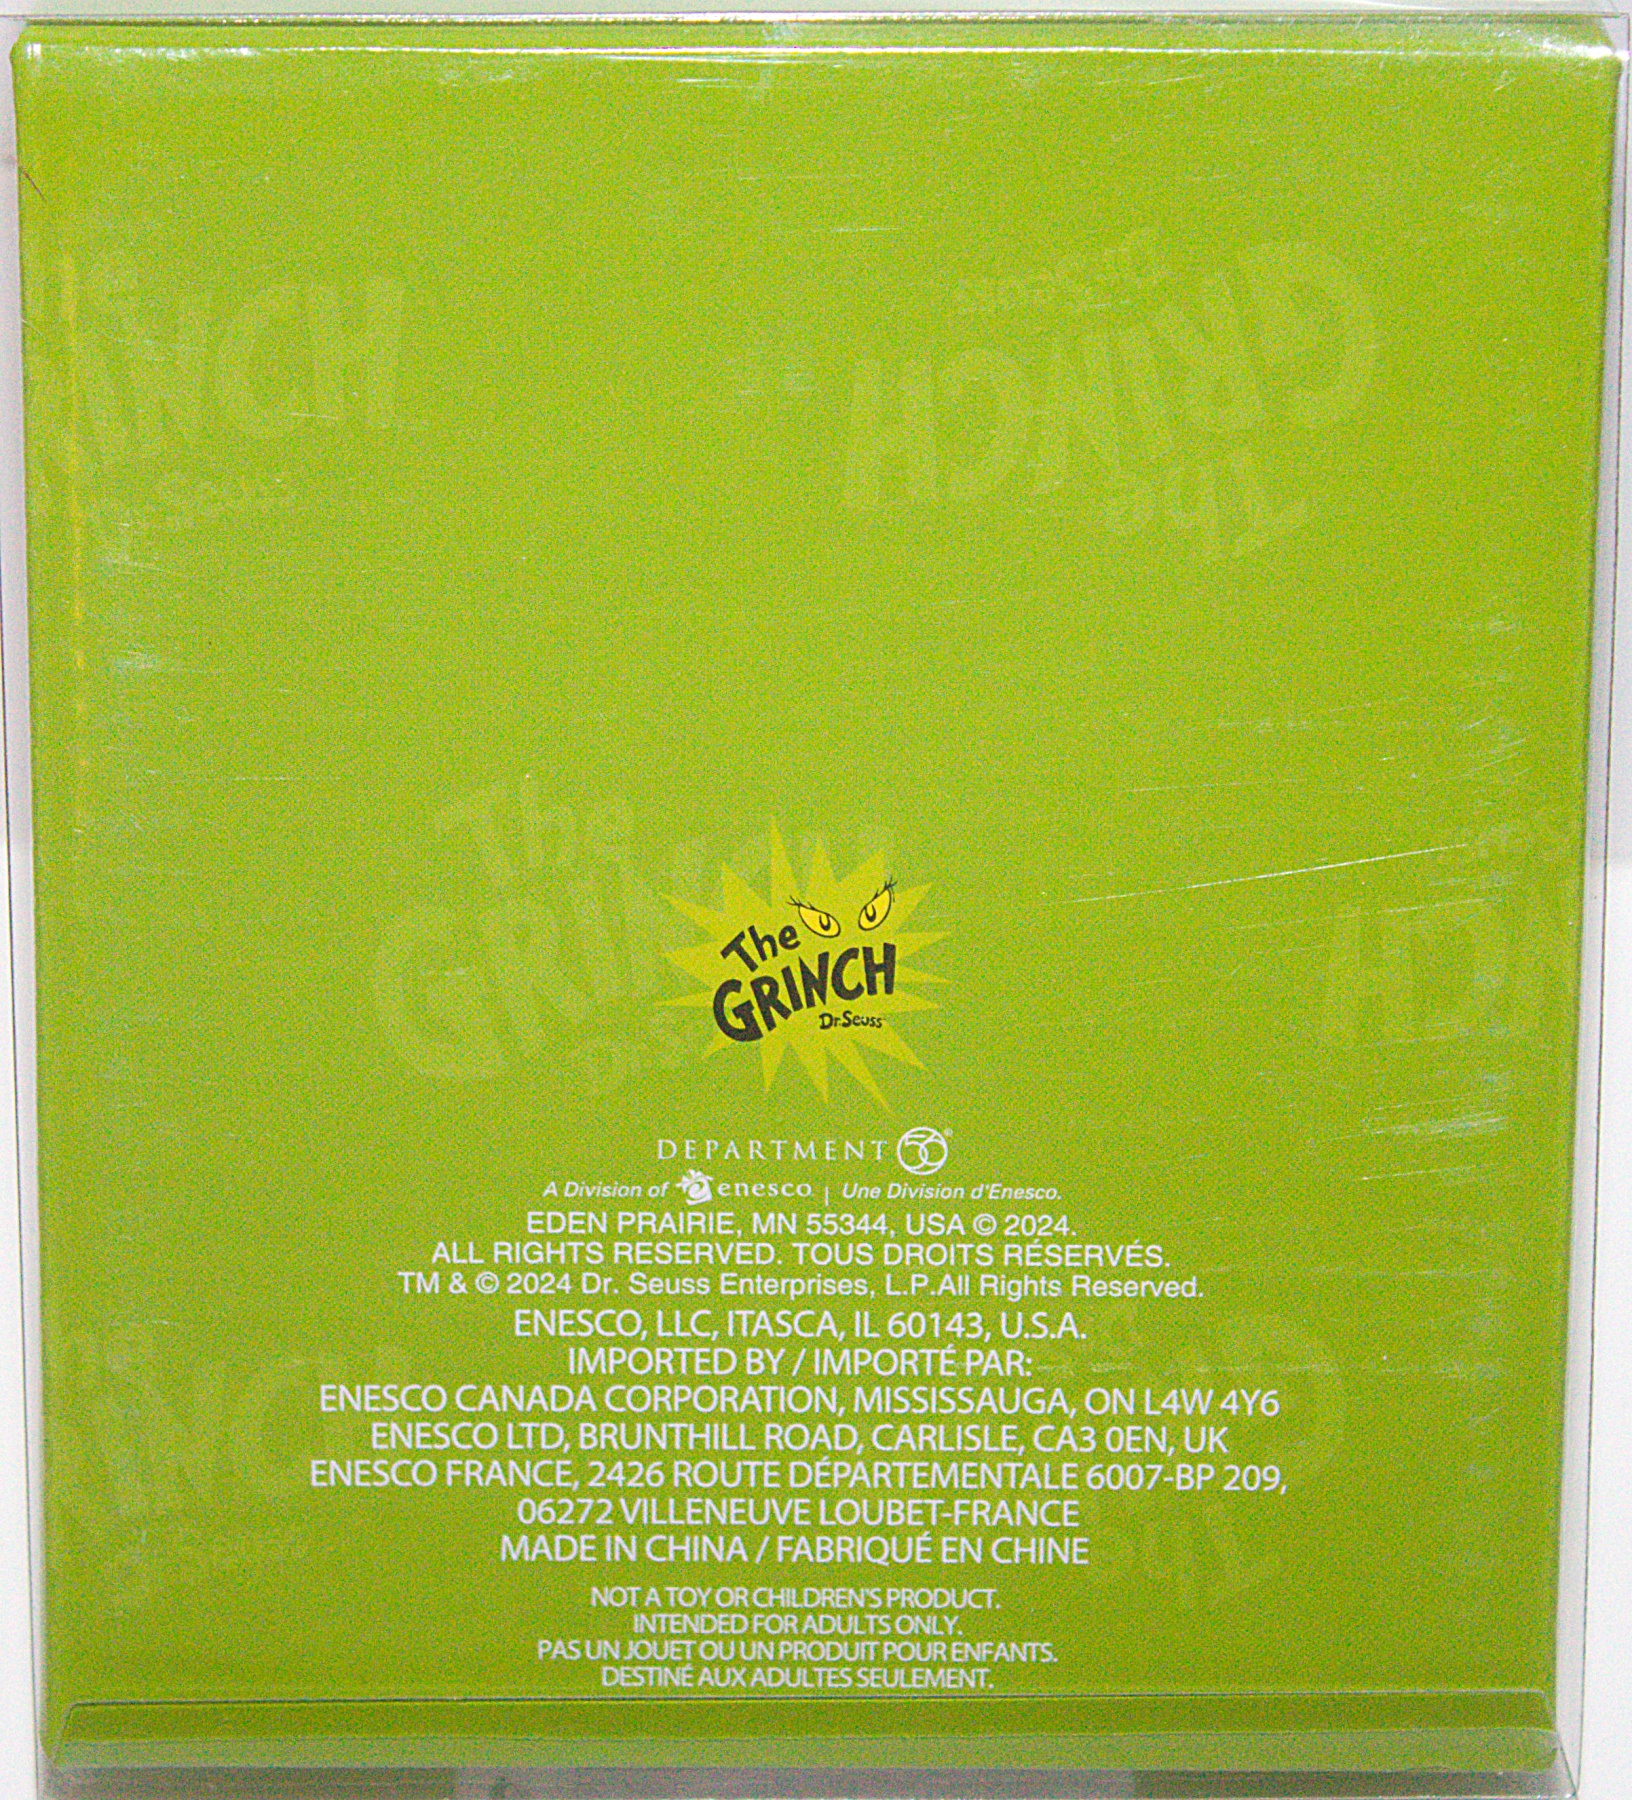 The
GRINCH
Dr. Seuss
DEPARTMENT 56®
A Division of enesco. | Une Division d'Enesco.
EDEN PRAIRIE, MN 55344, USA © 2024.
ALL RIGHTS RESERVED. TOUS DROITS RÉSERVÉS.
TM & © 2024 Dr. Seuss Enterprises, L.P.All Rights Reserved.
ENESCO, LLC, ITASCA, IL 60143, U.S.A.
IMPORTED BY / IMPORTÉ PAR:
ENESCO CANADA CORPORATION, MISSISSAUGA, ON L4W 4Y6
ENESCO LTD, BRUNTHILL ROAD, CARLISLE, CA3 0EN, UK
ENESCO FRANCE, 2426 ROUTE DÉPARTEMENTALE 6007-BP 209,
06272 VILLENEUVE LOUBET-FRANCE
MADE IN CHINA / FABRIQUÉ EN CHINE
NOT A TOY OR CHILDREN'S PRODUCT.
INTENDED FOR ADULTS ONLY.
PAS UN JOUET OU UN PRODUIT POUR ENFANTS.
DESTINÉ AUX ADULTES SEULEMENT.